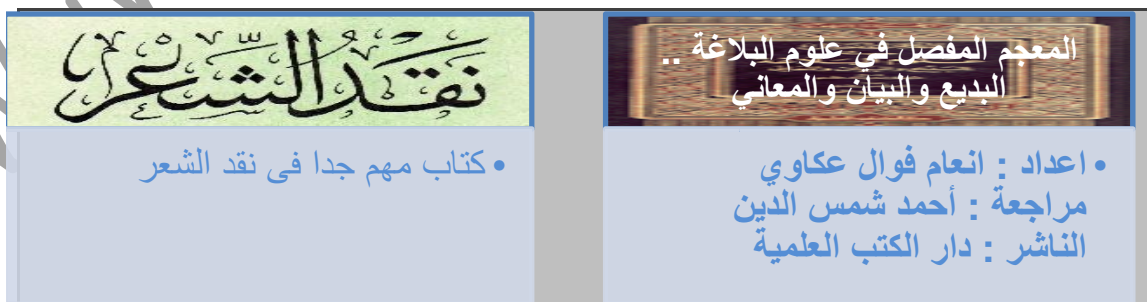 المعجم المفصل في علوم البلاغة ..
البديع والبيان والمعاني
• اعداد : انعام فوال عكاوي
مراجعة : أحمد شمس الدين
الناشر : دار الكتب العلمية
نقد الشعر
• كتاب مهم جدا فى نقد الشعر